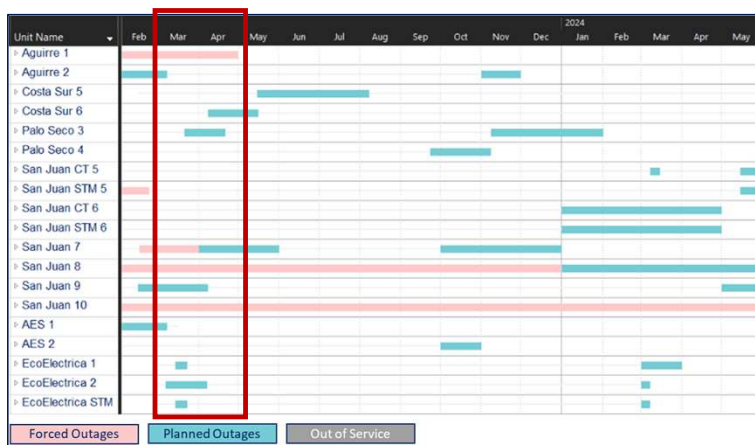 2024
Unit Name Feb Mar Apr May Jun Jul Aug Sep Oct Nov Dec Jan Feb Mar Apr May
Aguirre 1
Aguirre 2
Costa Sur 5
Costa Sur 6
Palo Seco 3
Palo Seco 4
San Juan CT 5
San Juan STM 5
San Juan CT 6
San Juan STM 6
San Juan 7
San Juan 8
San Juan 9
San Juan 10
AES 1
AES 2
EcoElectrica 1
EcoElectrica 2
EcoElectrica STM
Forced Outages Planned Outages Out of Service